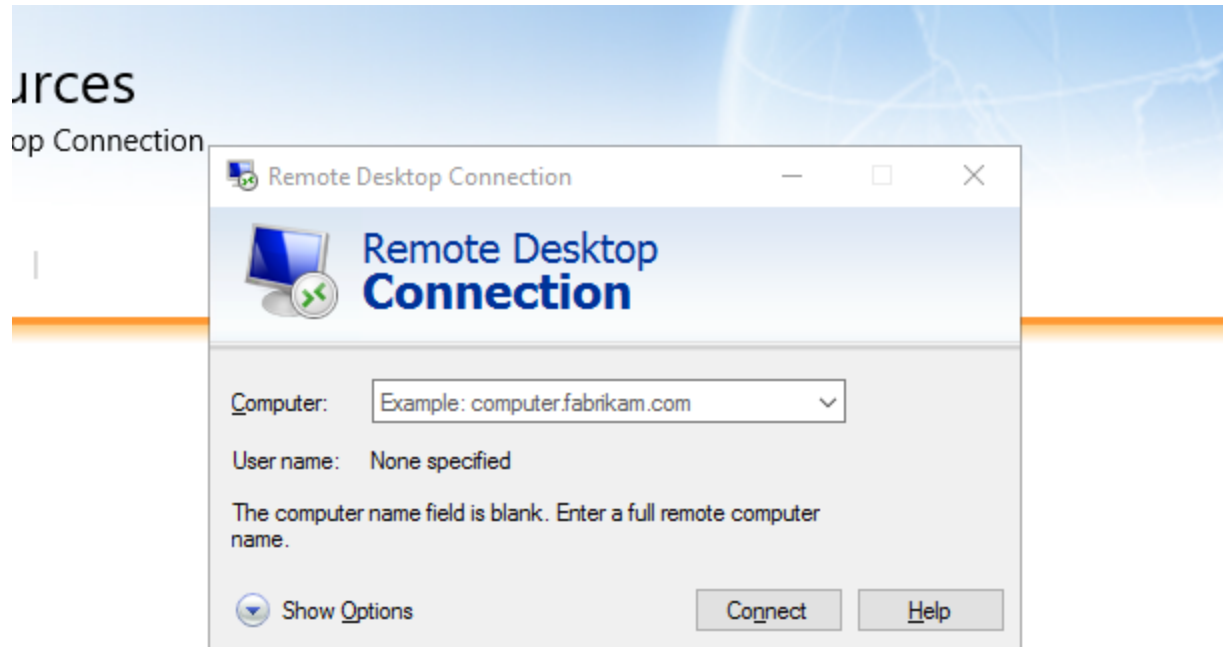 urces
op Connection
Remote Desktop Connection
Remote Desktop
Connection
Computer: Example: computer.fabrikam.com
User name: None specified
The computer name field is blank. Enter a full remote computer
name.
Show Options Connect Help